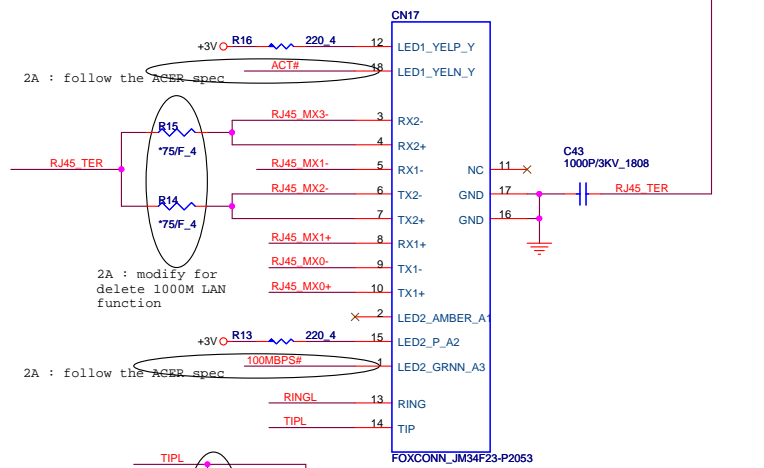 CN17
+3V R16 220_4 12 LED1_YELP_Y
ACT# 18 LED1_YELN_Y
2A : follow the ACER spec
RJ45_MX3- 3 RX2-
R15
*75/F_4
4 RX2+
C43
1000P/3KV_1808
RJ45_TER
RJ45_MX1- 5 RX1-
NC 11
RJ45_MX2- 6 TX2-
GND 17
RJ45_TER
R14
*75/F_4
7 TX2+
GND 16
RJ45_MX1+ 8 RX1+
RJ45_MX0- 9 TX1-
2A : modify for
delete 1000M LAN
function
RJ45_MX0+ 10 TX1+
2 LED2_AMBER_A1
+3V R13 220_4 15 LED2_P_A2
100MBPS# 1 LED2_GRNN_A3
2A : follow the ACER spec
RINGL 13 RING
TIPL 14 TIP
TIPL
FOXCONN_JM34F23-P2053